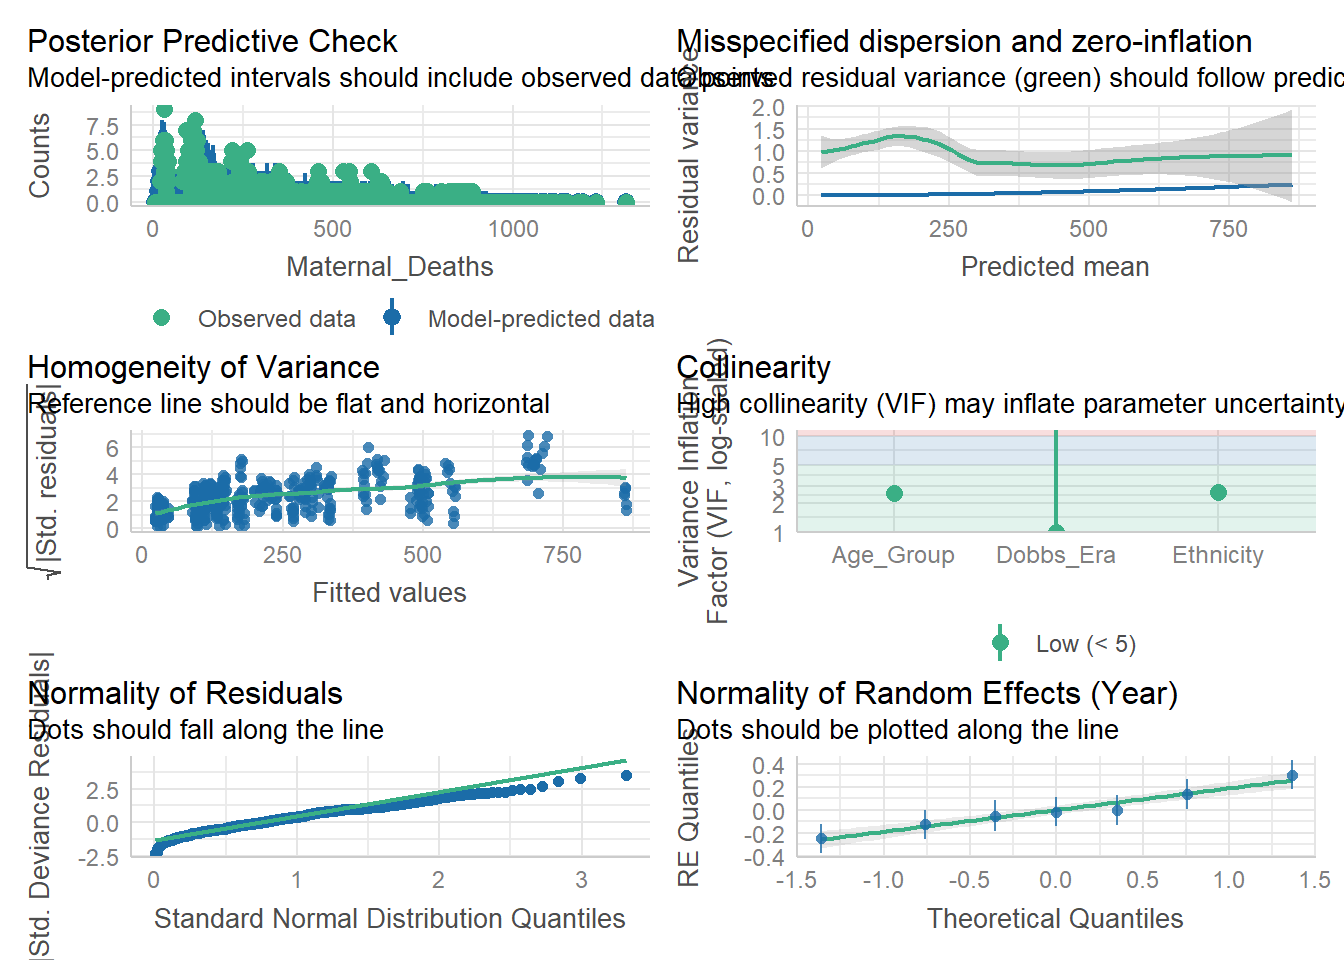 Posterior Predictive Check
Model-predicted intervals should include observed data points
Counts
7.5
5.0
2.5
0.0
0
500
1000
Maternal_Deaths
Observed data
Model-predicted data
Misspecified dispersion and zero-inflation
Observed residual variance (green) should follow predic
Residual variance
2.0
1.5
1.0
0.5
0.0
0
250
500
750
Predicted mean
Homogeneity of Variance
Reference line should be flat and horizontal
√|Std. residuals|
6
4
2
0
0
250
500
750
Fitted values
Collinearity
High collinearity (VIF) may inflate parameter uncertainty
Variance Inflation
Factor (VIF, log-scaled)
10
5
3
2
1
Age_Group
Dobbs_Era
Ethnicity
Low (< 5)
Normality of Residuals
Dots should fall along the line
|Std. Deviance Residuals|
2.5
0.0
-2.5
0
1
2
3
Standard Normal Distribution Quantiles
Normality of Random Effects (Year)
Dots should be plotted along the line
RE Quantiles
0.4
0.2
0.0
-0.2
-0.4
-1.5
-1.0
-0.5
0.0
0.5
1.0
1.5
Theoretical Quantiles